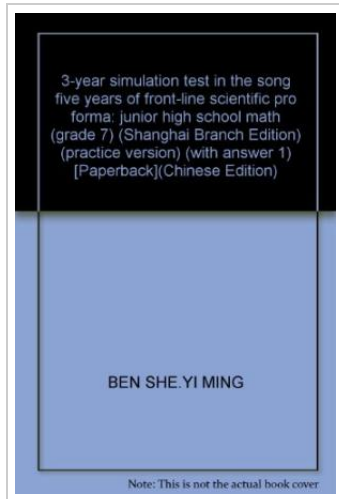 3-year simulation test in the song
five years of front-line scientific pro
forma: junior high school math
(grade 7) (Shanghai Branch Edition)
(practice version) (with answer 1)
[Paperback](Chinese Edition)
BEN SHE.YI MING
Note: This is not the actual book cover